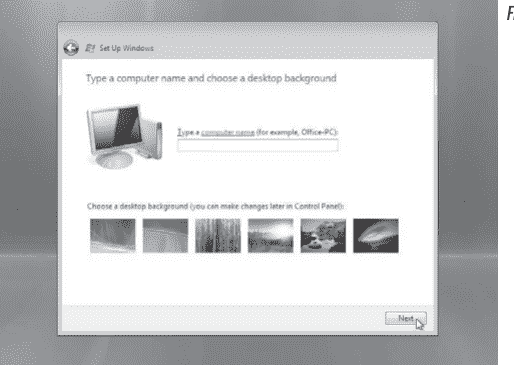 Set Up Windows
Type a computer name and choose a desktop background
Type a computer name (for example, Office-PC):
Choose a desktop background (you can make changes later in Control Panel):
Next